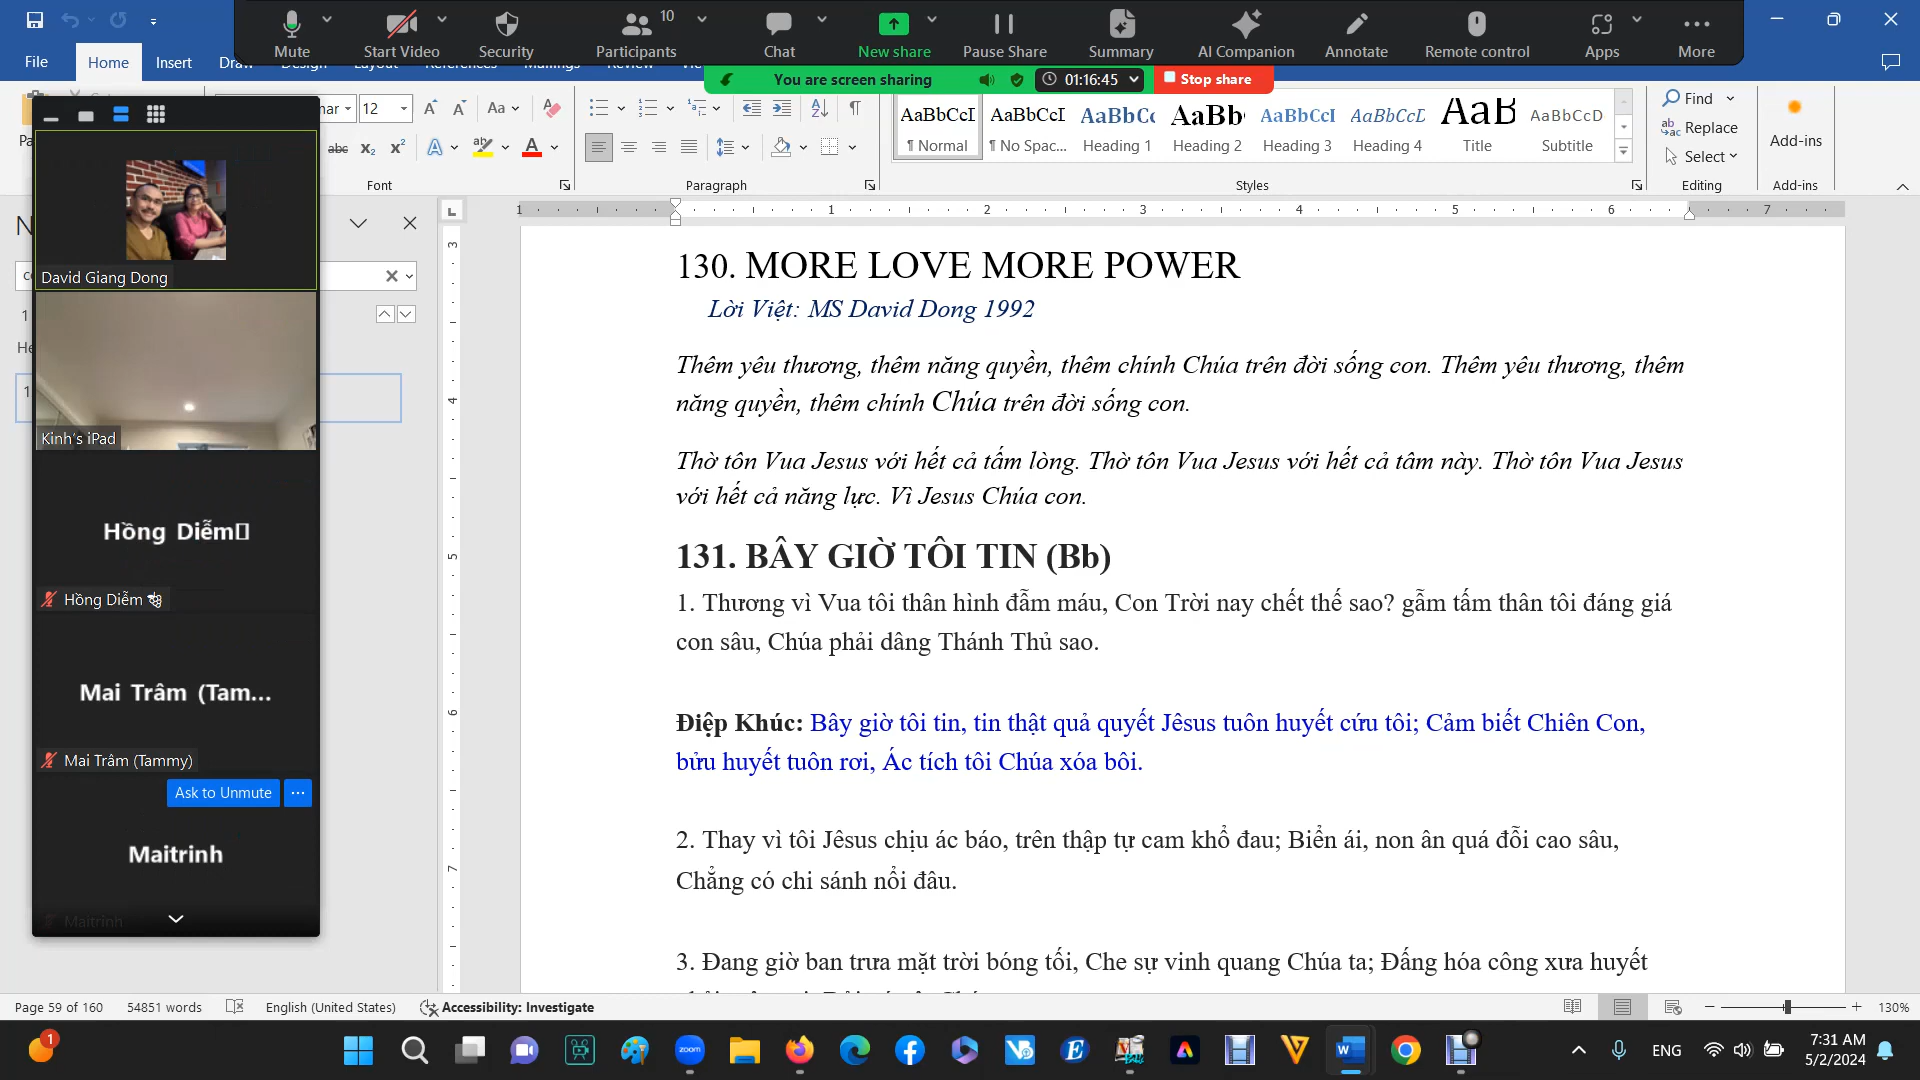 Mute
Start Video
Security
Participants
10
Chat
New share
Pause Share
Summary
AI Companion
Annotate
Remote control
Apps
More
You are screen sharing
01:16:45
Stop share
File
Home
Insert
12
Aa
Font
Paragraph
AaBbCcI
¶ Normal
AaBbCcI
¶ No Spac...
AaBbCc
Heading 1
AaBb
Heading 2
AaBbCcI
Heading 3
AaBbCcD
Heading 4
AaB
Title
AaBbCcD
Subtitle
Styles
Find
Replace
Select
Editing
Add-ins
Add-ins
David Giang Dong
Kinh's iPad
Hồng Diễm
Hồng Diễm
Mai Trâm (Tam...
Mai Trâm (Tammy)
Ask to Unmute
Maitrinh
Maitrinh
130. MORE LOVE MORE POWER
Lời Việt: MS David Dong 1992
Thêm yêu thương, thêm năng quyền, thêm chính Chúa trên đời sống con. Thêm yêu thương, thêm
năng quyền, thêm chính Chúa trên đời sống con.
Thờ tôn Vua Jesus với hết cả tấm lòng. Thờ tôn Vua Jesus với hết cả tâm này. Thờ tôn Vua Jesus
với hết cả năng lực. Vì Jesus Chúa con.
131. BÂY GIỜ TÔI TIN (Bb)
1. Thương vì Vua tôi thân hình đẫm máu, Con Trời nay chết thế sao? gẫm tấm thân tôi đáng giá
con sâu, Chúa phải dâng Thánh Thủ sao.
Điệp Khúc: Bây giờ tôi tin, tin thật quả quyết Jêsus tuôn huyết cứu tôi; Cảm biết Chiên Con,
bửu huyết tuôn rơi, Ác tích tôi Chúa xóa bôi.
2. Thay vì tôi Jêsus chịu ác báo, trên thập tự cam khổ đau; Biển ái, non ân quá đỗi cao sâu,
Chẳng có chi sánh nổi đâu.
3. Đang giờ ban trưa mặt trời bóng tối, Che sự vinh quang Chúa ta; Đấng hóa công xưa huyết
Page 59 of 160
54851 words
English (United States)
Accessibility: Investigate
130%
ENG
7:31 AM
5/2/2024